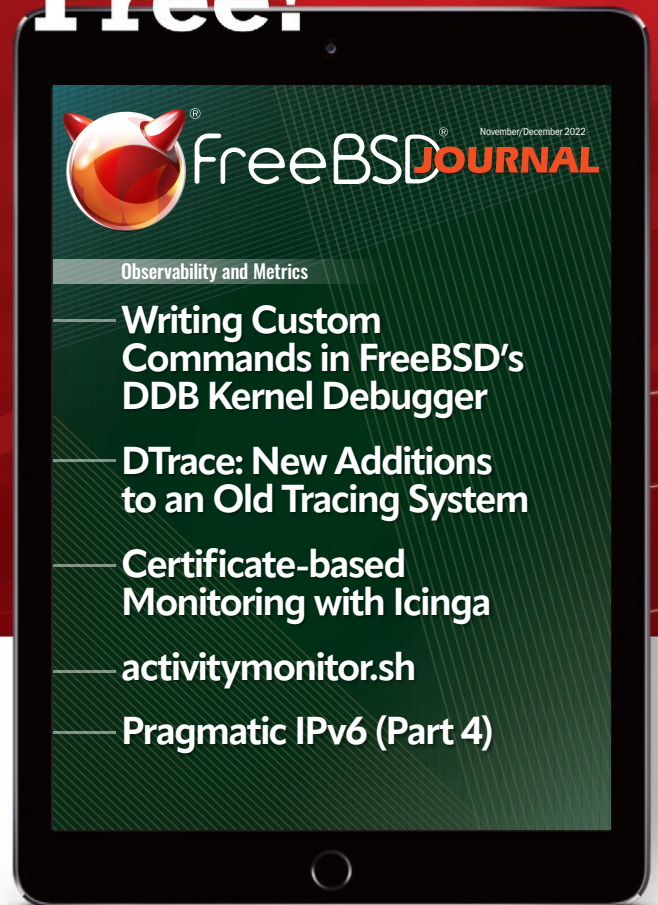 Free!
®
FreeBSD®
JOURNAL
November/December 2022
Observability and Metrics
Writing Custom
Commands in FreeBSD's
DDB Kernel Debugger
DTrace: New Additions
to an Old Tracing System
Certificate-based
Monitoring with Icinga
activitymonitor.sh
Pragmatic IPv6 (Part 4)